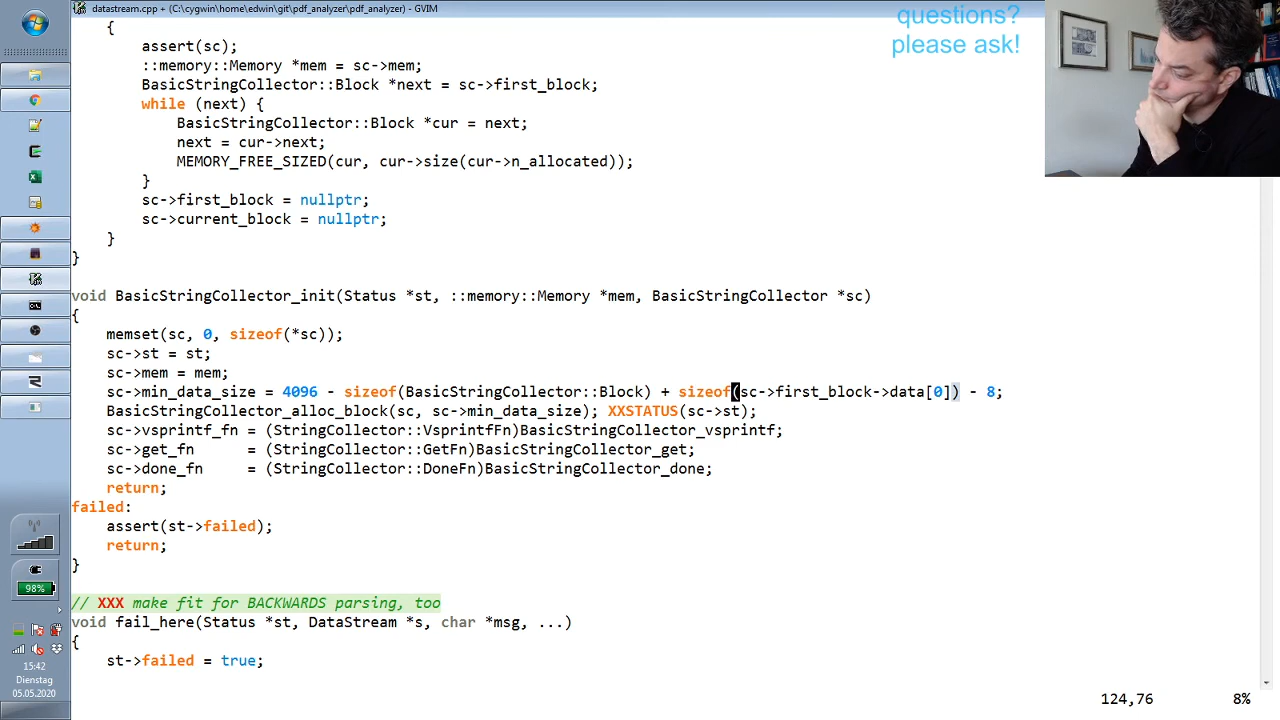 datastream.cpp + (C:\cygwin\home\edwin\git\pdf_analyzer\pdf_analyzer) - GVIM
questions?
please ask!
{
assert(sc);
::memory::Memory *mem = sc->mem;
BasicStringCollector::Block *next = sc->first_block;
while (next) {
BasicStringCollector::Block *cur = next;
next = cur->next;
MEMORY_FREE_SIZED(cur, cur->size(cur->n_allocated));
}
sc->first_block = nullptr;
sc->current_block = nullptr;
}
}
void BasicStringCollector_init(Status *st, ::memory::Memory *mem, BasicStringCollector *sc)
{
memset(sc, 0, sizeof(*sc));
sc->st = st;
sc->mem = mem;
sc->min_data_size = 4096 - sizeof(BasicStringCollector::Block) + sizeof(sc->first_block->data[0]) - 8;
BasicStringCollector_alloc_block(sc, sc->min_data_size); XXSTATUS(sc->st);
sc->vsprintf_fn = (StringCollector::VsprintfFn)BasicStringCollector_vsprintf;
sc->get_fn      = (StringCollector::GetFn)BasicStringCollector_get;
sc->done_fn     = (StringCollector::DoneFn)BasicStringCollector_done;
return;
failed:
assert(st->failed);
return;
}
// XXX make fit for BACKWARDS parsing, too
void fail_here(Status *st, DataStream *s, char *msg, ...)
{
st->failed = true;
124,76
8%
98%
15:42
Dienstag
05.05.2020